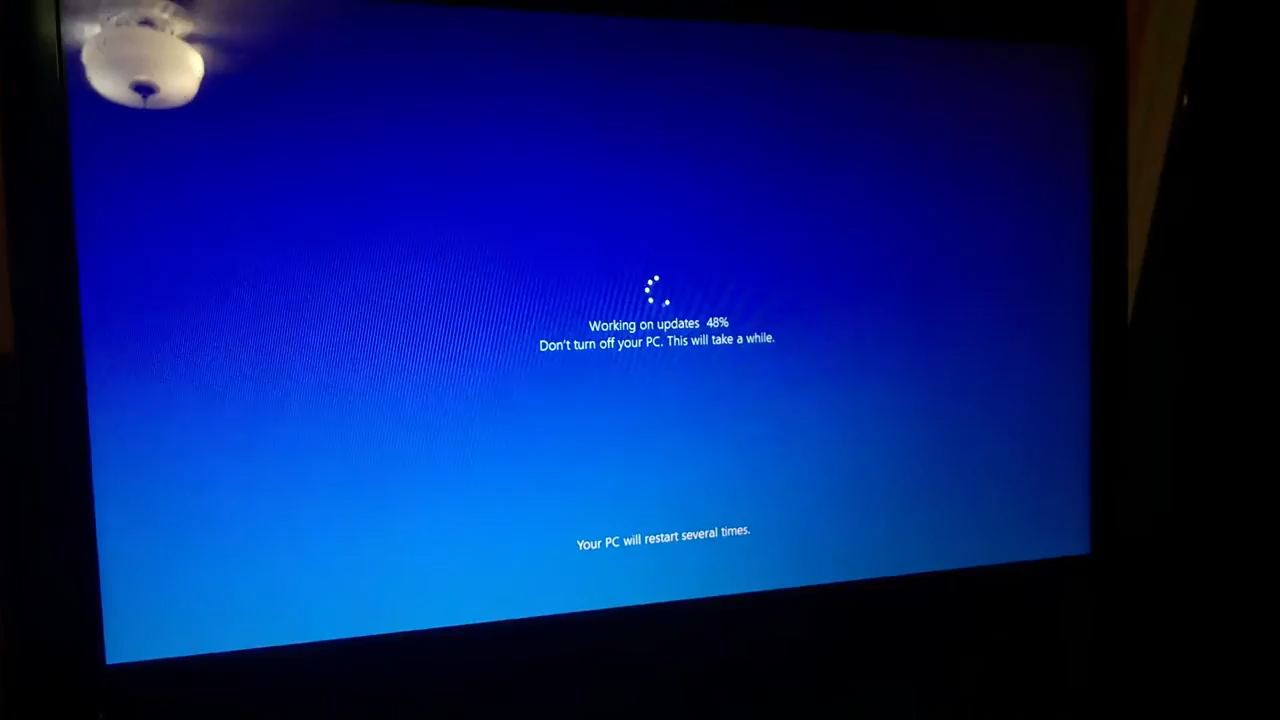 Working on updates  48%
Don't turn off your PC. This will take a while.
Your PC will restart several times.